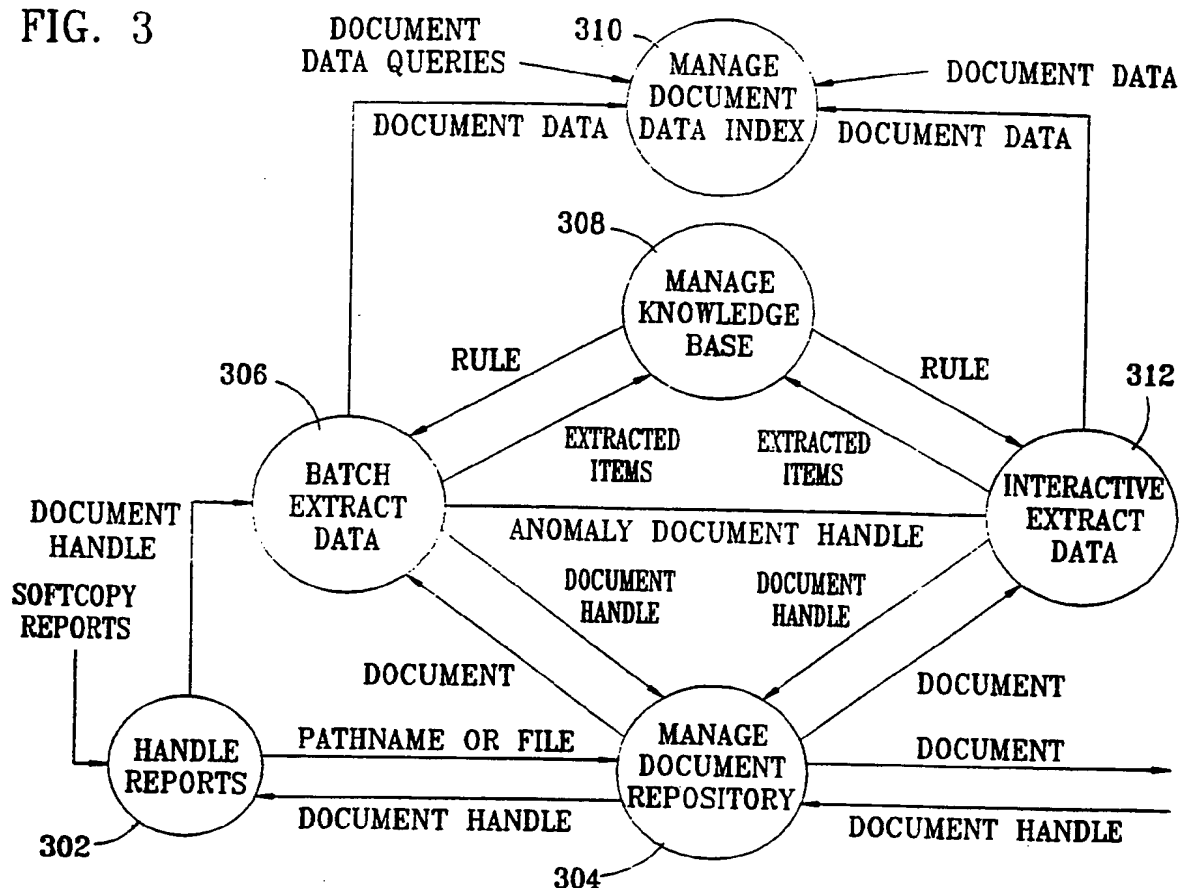 FIG. 3
DOCUMENT
DATA QUERIES
310
MANAGE
DOCUMENT
DATA INDEX
DOCUMENT DATA
DOCUMENT DATA
DOCUMENT DATA
308
MANAGE
KNOWLEDGE
BASE
RULE
RULE
306
312
EXTRACTED
ITEMS
EXTRACTED
ITEMS
BATCH
EXTRACT
DATA
INTERACTIVE
EXTRACT
DATA
DOCUMENT
HANDLE
ANOMALY DOCUMENT HANDLE
SOFTCOPY
REPORTS
DOCUMENT
HANDLE
DOCUMENT
HANDLE
DOCUMENT
DOCUMENT
HANDLE
REPORTS
PATHNAME OR FILE
MANAGE
DOCUMENT
REPOSITORY
DOCUMENT
DOCUMENT HANDLE
DOCUMENT HANDLE
302
304